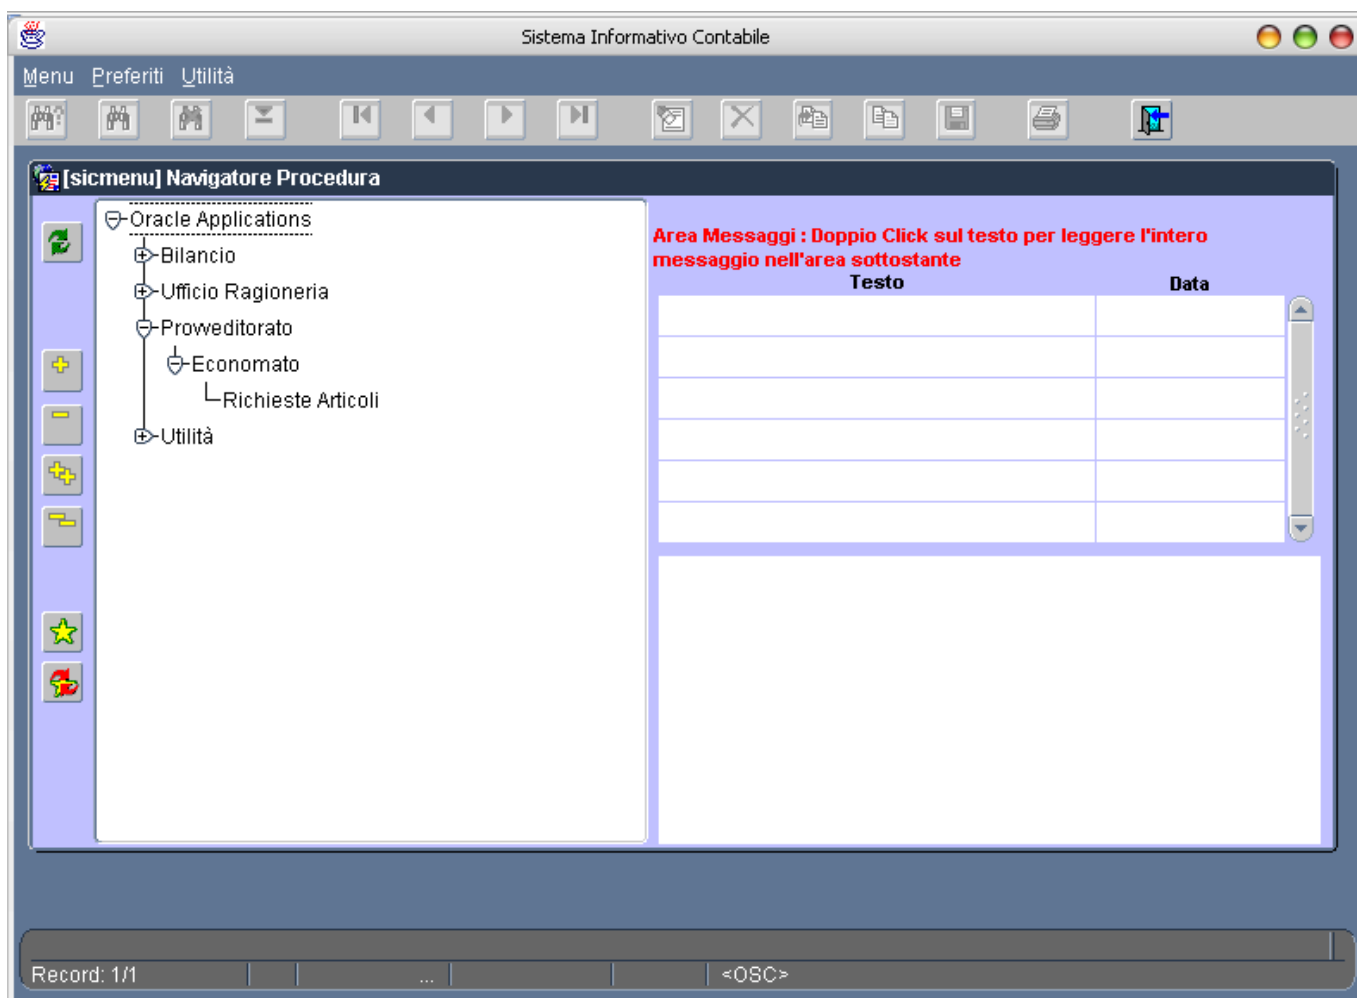 Sistema Informativo Contabile
Menu Preferiti Utilità
[sicmenu] Navigatore Procedura
Oracle Applications
Bilancio
Ufficio Ragioneria
Provveditorato
Economato
Richieste Articoli
Utilità
Area Messaggi : Doppio Click sul testo per leggere l'intero
messaggio nell'area sottostante
Testo Data
Record: 1/1 ... <OSC>